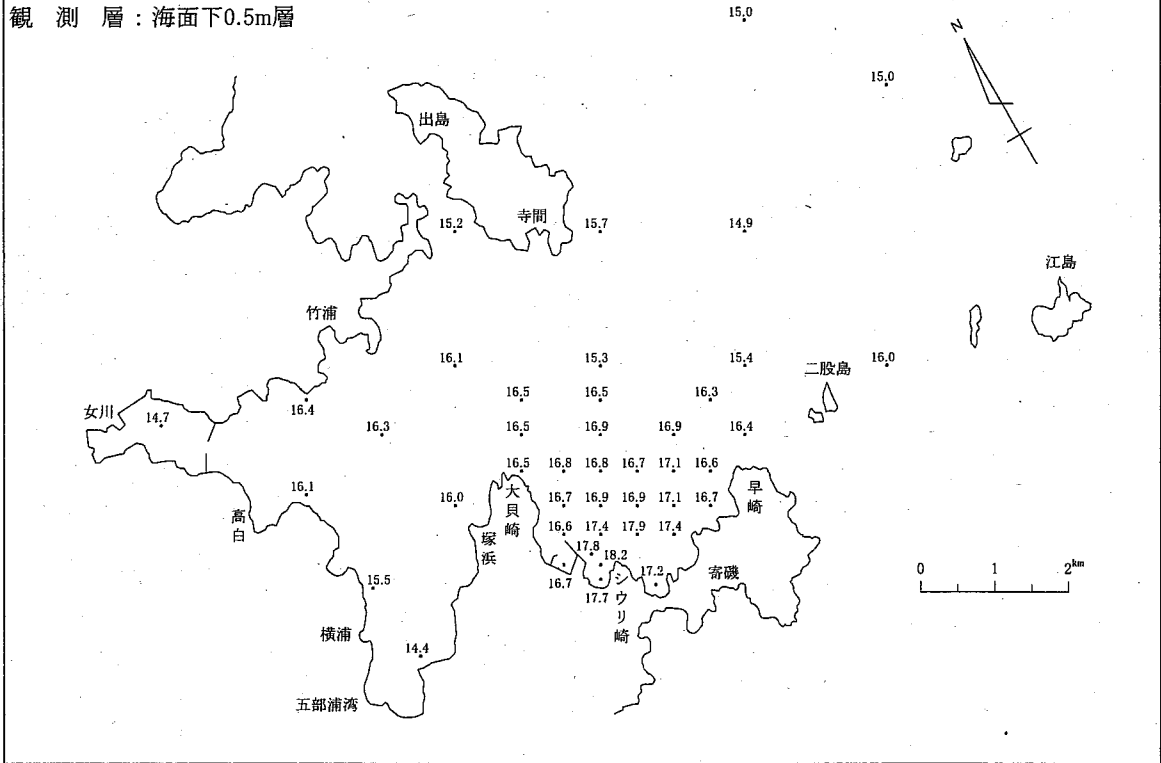 観測層:海面下0.5m層
15.0
N
15.0
出島
寺間
15.2 15.7 14.9
江島
竹浦
16.1 15.3 15.4 二股島 16.0
16.5 16.5 16.3
16.4
女川 14.7
16.3 16.5 16.9 16.9 16.4
16.5 16.8 16.8 16.7 17.1 16.6
16.1 16.0 大貝崎 16.7 16.9 16.9 17.1 16.7 早崎
高白
塚浜
16.6 17.4 17.9 17.4
17.8 18.2
16.7 17.2 寄磯
0 1 2km
15.5 17.7 シウリ崎
横浦
14.4
五部浦湾